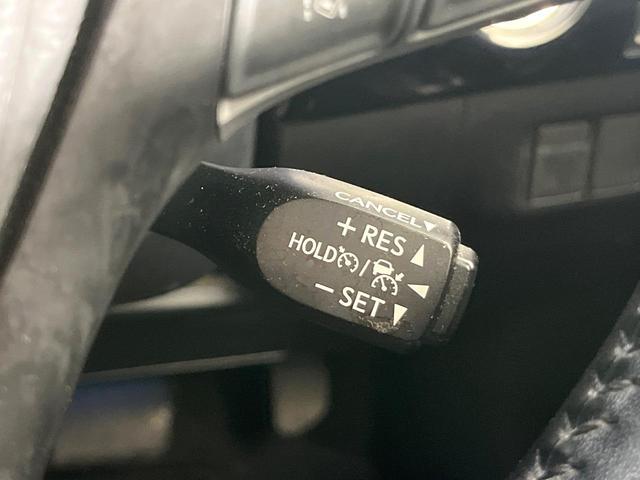 CANCEL▼
+ RES ▲
HOLD / ◀
− SET ▼